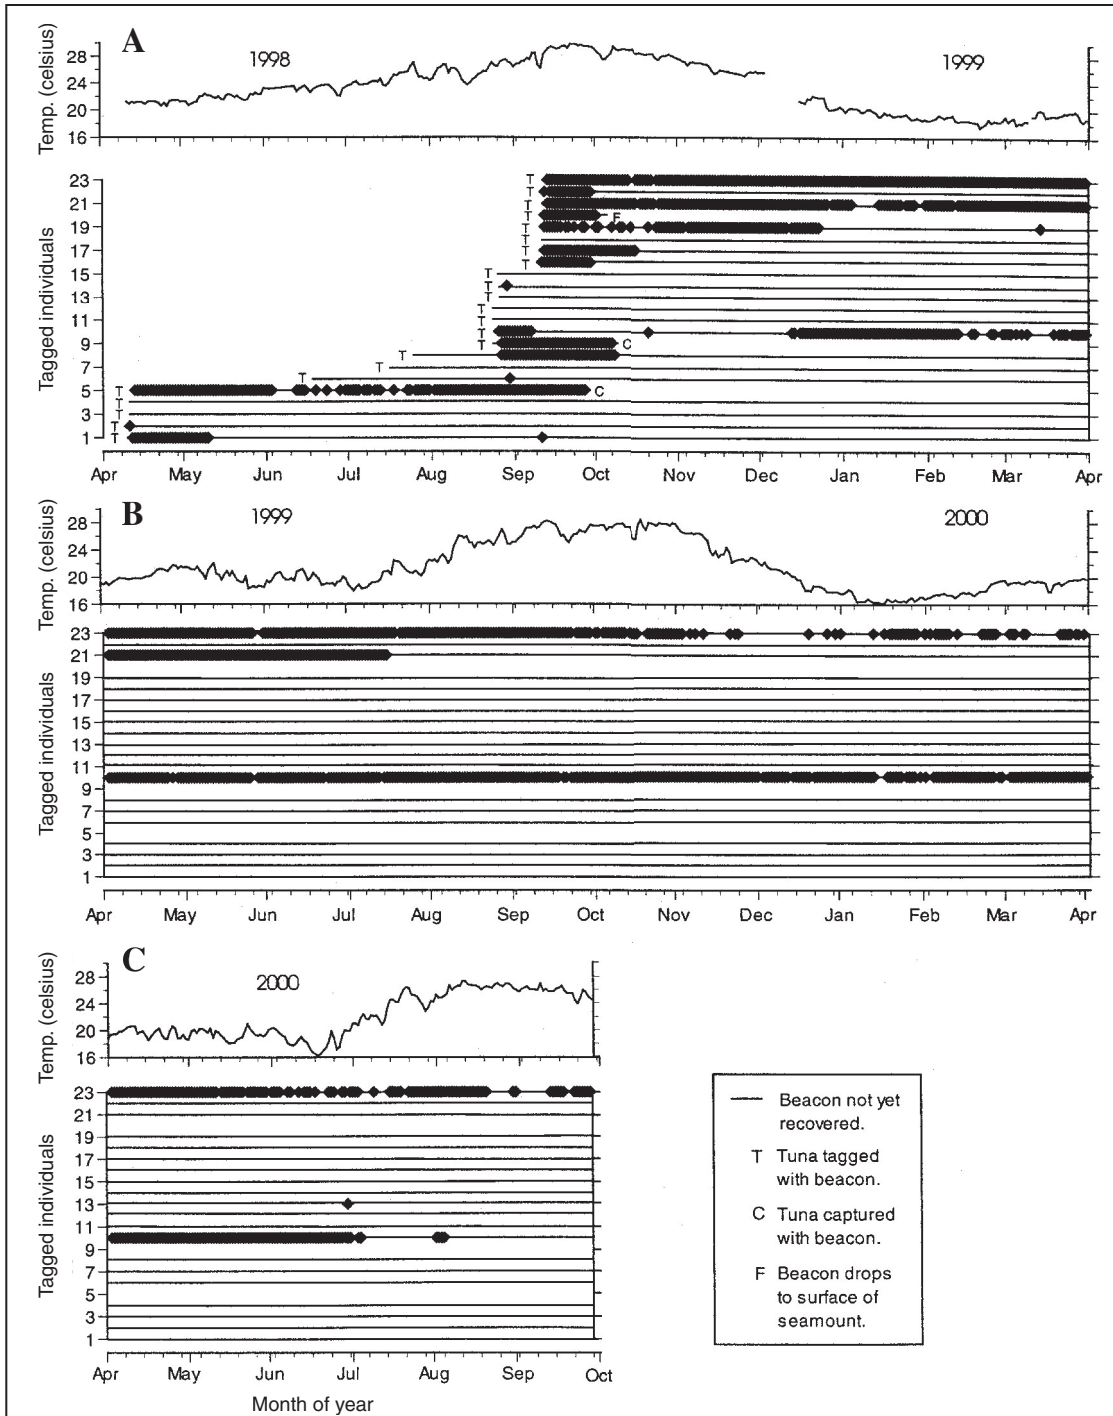 A
1998
1999
Temp. (celsius)
28
24
20
16
Tagged individuals
23
21
19
17
15
13
11
9
7
5
3
1
T
T
T
T
F
T
T
T
T
T
T
T
T
T
T
T
C
T
T
T
T
C
T
T
T
T
Apr May Jun Jul Aug Sep Oct Nov Dec Jan Feb Mar Apr
B
1999
2000
Temp. (celsius)
28
24
20
16
Tagged individuals
23
21
19
17
15
13
11
9
7
5
3
1
Apr May Jun Jul Aug Sep Oct Nov Dec Jan Feb Mar Apr
C
2000
Temp. (celsius)
28
24
20
16
Tagged individuals
23
21
19
17
15
13
11
9
7
5
3
1
Apr May Jun Jul Aug Sep Oct
Month of year
Beacon not yet
recovered.
T Tuna tagged
with beacon.
C Tuna captured
with beacon.
F Beacon drops
to surface of
seamount.